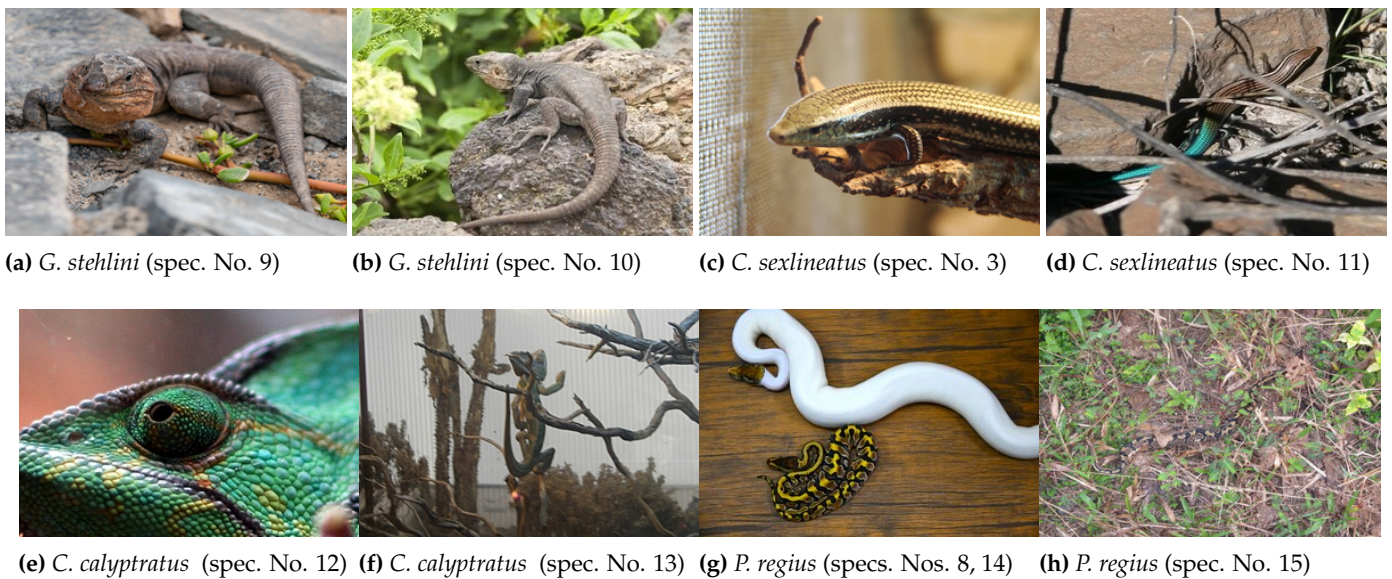 (a) G. stehlini (spec. No. 9) (b) G. stehlini (spec. No. 10) (c) C. sexlineatus (spec. No. 3) (d) C. sexlineatus (spec. No. 11)
(e) C. calyptratus (spec. No. 12) (f) C. calyptratus (spec. No. 13) (g) P. regius (specs. Nos. 8, 14) (h) P. regius (spec. No. 15)